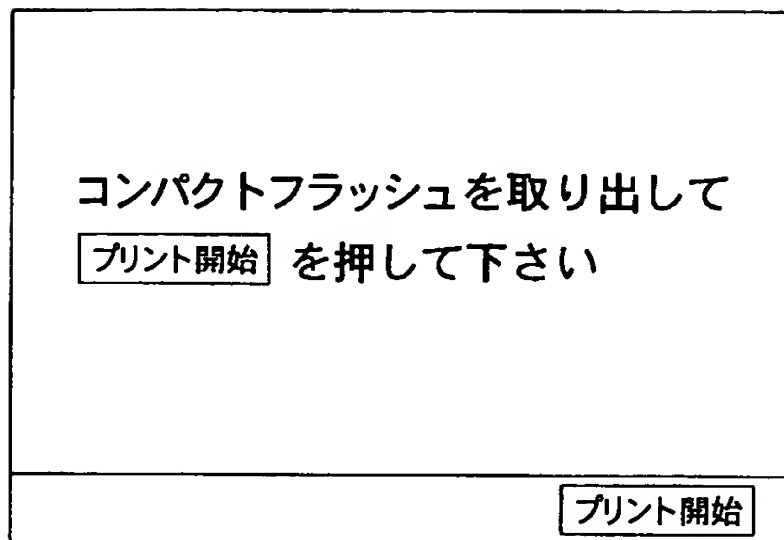 コンパクトフラッシュを取り出して
プリント開始 を押して下さい
プリント開始